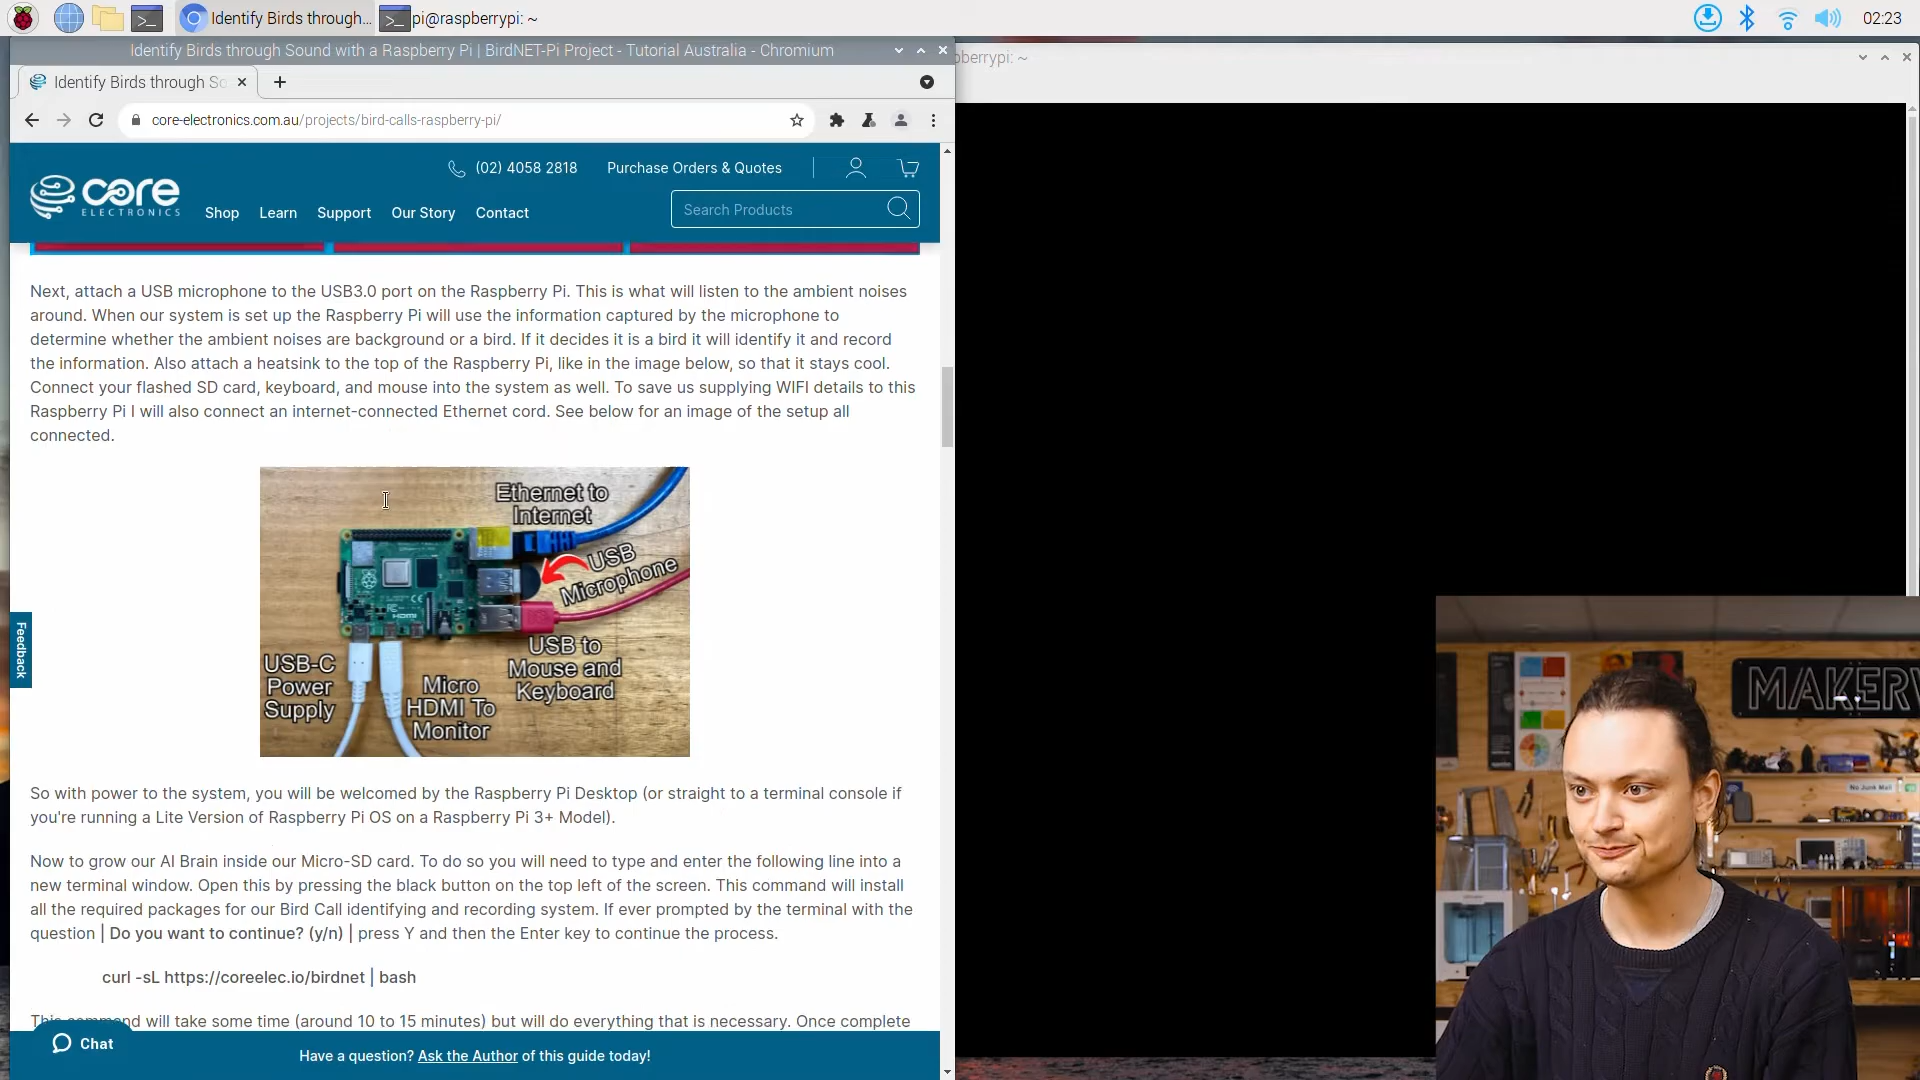 Identify Birds through...
pi@raspberrypi: ~
02:23
Identify Birds through Sound with a Raspberry Pi | BirdNET-Pi Project - Tutorial Australia - Chromium
berrypi: ~
Identify Birds through So
core-electronics.com.au/projects/bird-calls-raspberry-pi/
(02) 4058 2818
Purchase Orders & Quotes
core
ELECTRONICS
Shop
Learn
Support
Our Story
Contact
Search Products
Next, attach a USB microphone to the USB3.0 port on the Raspberry Pi. This is what will listen to the ambient noises
around. When our system is set up the Raspberry Pi will use the information captured by the microphone to
determine whether the ambient noises are background or a bird. If it decides it is a bird it will identify it and record
the information. Also attach a heatsink to the top of the Raspberry Pi, like in the image below, so that it stays cool.
Connect your flashed SD card, keyboard, and mouse into the system as well. To save us supplying WIFI details to this
Raspberry Pi I will also connect an internet-connected Ethernet cord. See below for an image of the setup all
connected.
Ethernet to
Internet
USB
Microphone
HDMI
USB to
Mouse and
Keyboard
USB-C
Power
Supply
Micro
HDMI To
Monitor
Feedback
MAKERV
No Junk Mail
So with power to the system, you will be welcomed by the Raspberry Pi Desktop (or straight to a terminal console if
you're running a Lite Version of Raspberry Pi OS on a Raspberry Pi 3+ Model).
Now to grow our AI Brain inside our Micro-SD card. To do so you will need to type and enter the following line into a
new terminal window. Open this by pressing the black button on the top left of the screen. This command will install
all the required packages for our Bird Call identifying and recording system. If ever prompted by the terminal with the
question | Do you want to continue? (y/n) | press Y and then the Enter key to continue the process.
curl -sL https://coreelec.io/birdnet | bash
This command will take some time (around 10 to 15 minutes) but will do everything that is necessary. Once complete
Chat
Have a question? Ask the Author of this guide today!